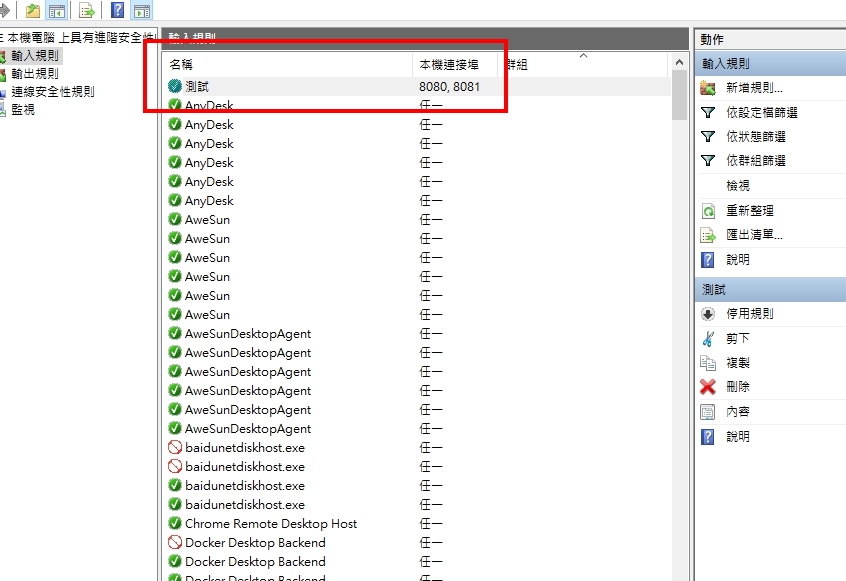 本機電腦 上具有進階安全性
輸入規則
輸出規則
連線安全性規則
監視
輸入規則
名稱 本機連接埠 群組
測試 8080, 8081
AnyDesk 任一
AnyDesk 任一
AnyDesk 任一
AnyDesk 任一
AnyDesk 任一
AnyDesk 任一
AweSun 任一
AweSun 任一
AweSun 任一
AweSun 任一
AweSun 任一
AweSun 任一
AweSunDesktopAgent 任一
AweSunDesktopAgent 任一
AweSunDesktopAgent 任一
AweSunDesktopAgent 任一
AweSunDesktopAgent 任一
AweSunDesktopAgent 任一
baidunetdiskhost.exe 任一
baidunetdiskhost.exe 任一
baidunetdiskhost.exe 任一
baidunetdiskhost.exe 任一
Chrome Remote Desktop Host 任一
Docker Desktop Backend 任一
Docker Desktop Backend 任一
Docker Desktop Backend 任一
動作
輸入規則
新增規則...
依設定檔篩選
依狀態篩選
依群組篩選
檢視
重新整理
匯出清單...
說明
測試
停用規則
剪下
複製
刪除
內容
說明